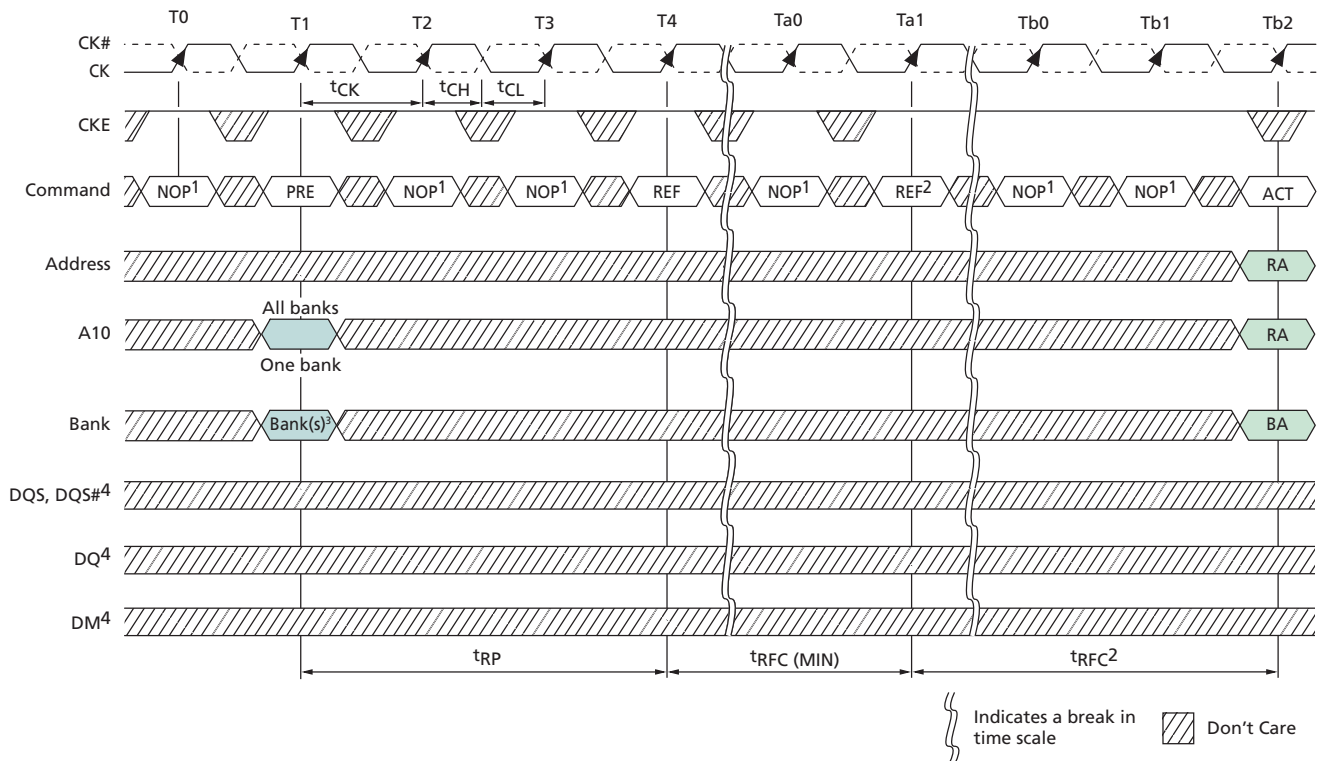 T0 T1 T2 T3 T4 Ta0 Ta1 Tb0 Tb1 Tb2
CK#
CK
tCK tCH tCL
CKE
Command NOP1 PRE NOP1 NOP1 REF NOP1 REF2 NOP1 NOP1 ACT
Address RA
All banks
A10 RA
One bank
Bank Bank(s)3 BA
DQS, DQS#4
DQ4
DM4
tRP tRFC (MIN) tRFC2
Indicates a break in
time scale
Don't Care